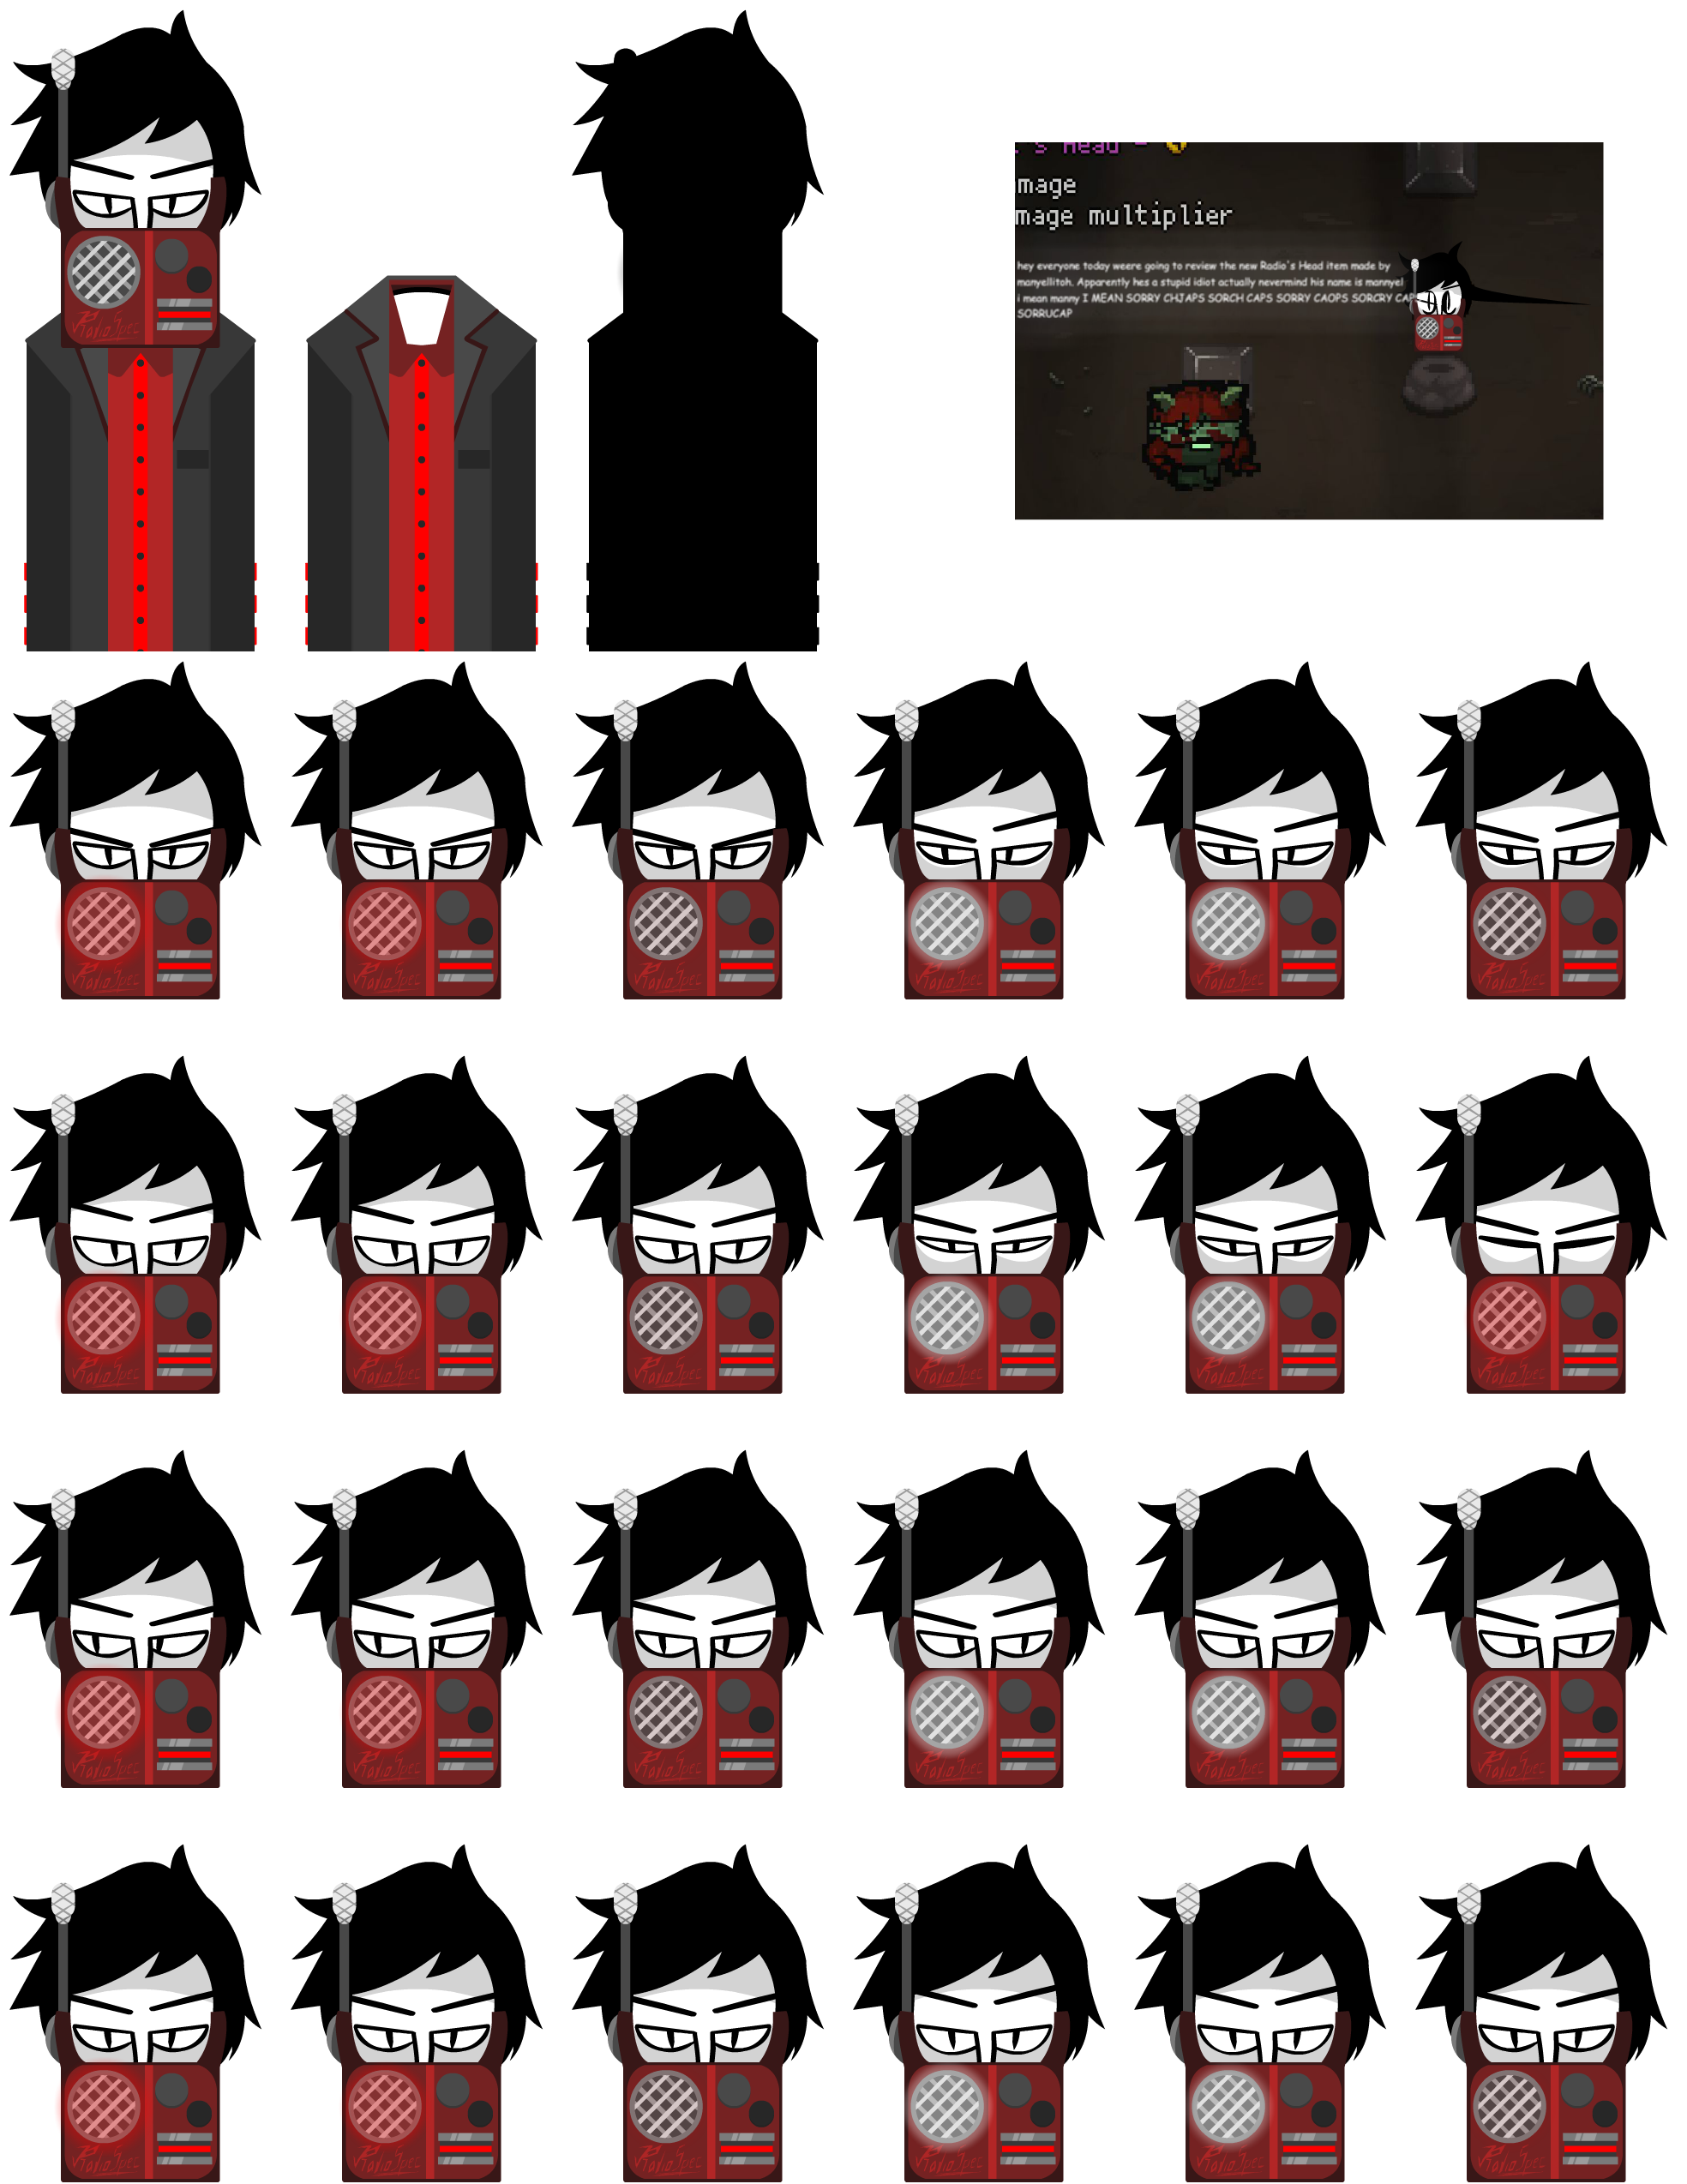 's Head -
mage
mage multiplier
hey everyone today weere going to review the new Radio's Head item made by
manyellitoh. Apparently hes a stupid idiot actually nevermind his name is mannyel
i mean manny I MEAN SORRY CHJAPS SORCH CAPS SORRY CAOPS SORCRY CAP
SORRUCAP